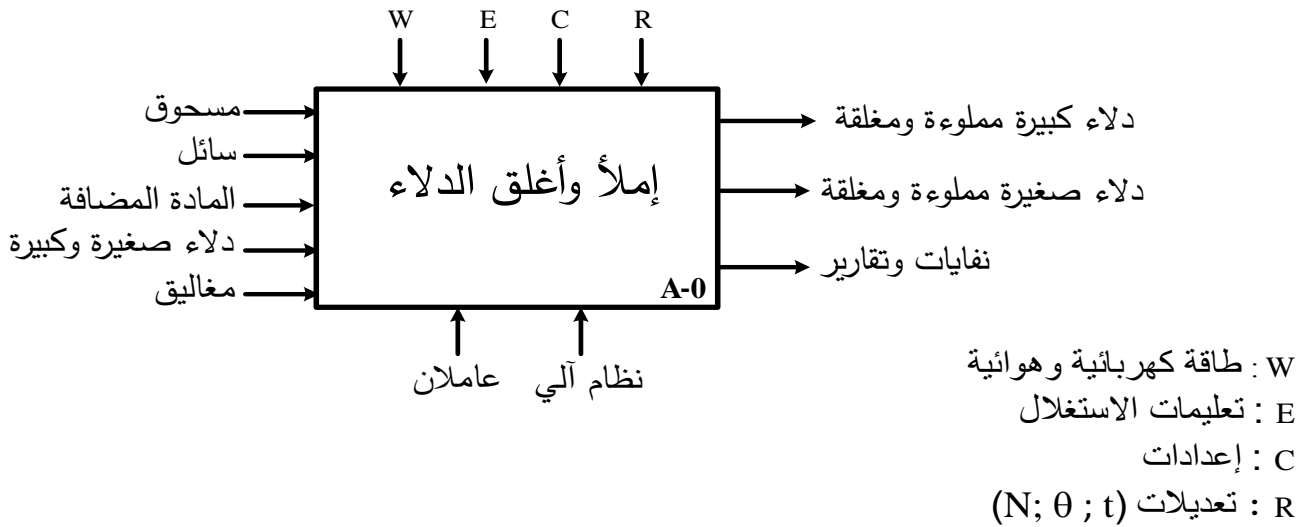 W E C R
مسحوق
سائل
المادة المضافة
دلاء صغيرة وكبيرة
مغاليق
إملأ وأغلق الدلاء
A-0
دلاء كبيرة مملوءة ومغلقة
دلاء صغيرة مملوءة ومغلقة
نفايات وتقارير
عاملان
نظام آلي
W : طاقة كهربائية وهوائية
E : تعليمات الاستغلال
C : إعدادات
R : تعديلات (N; θ ; t)